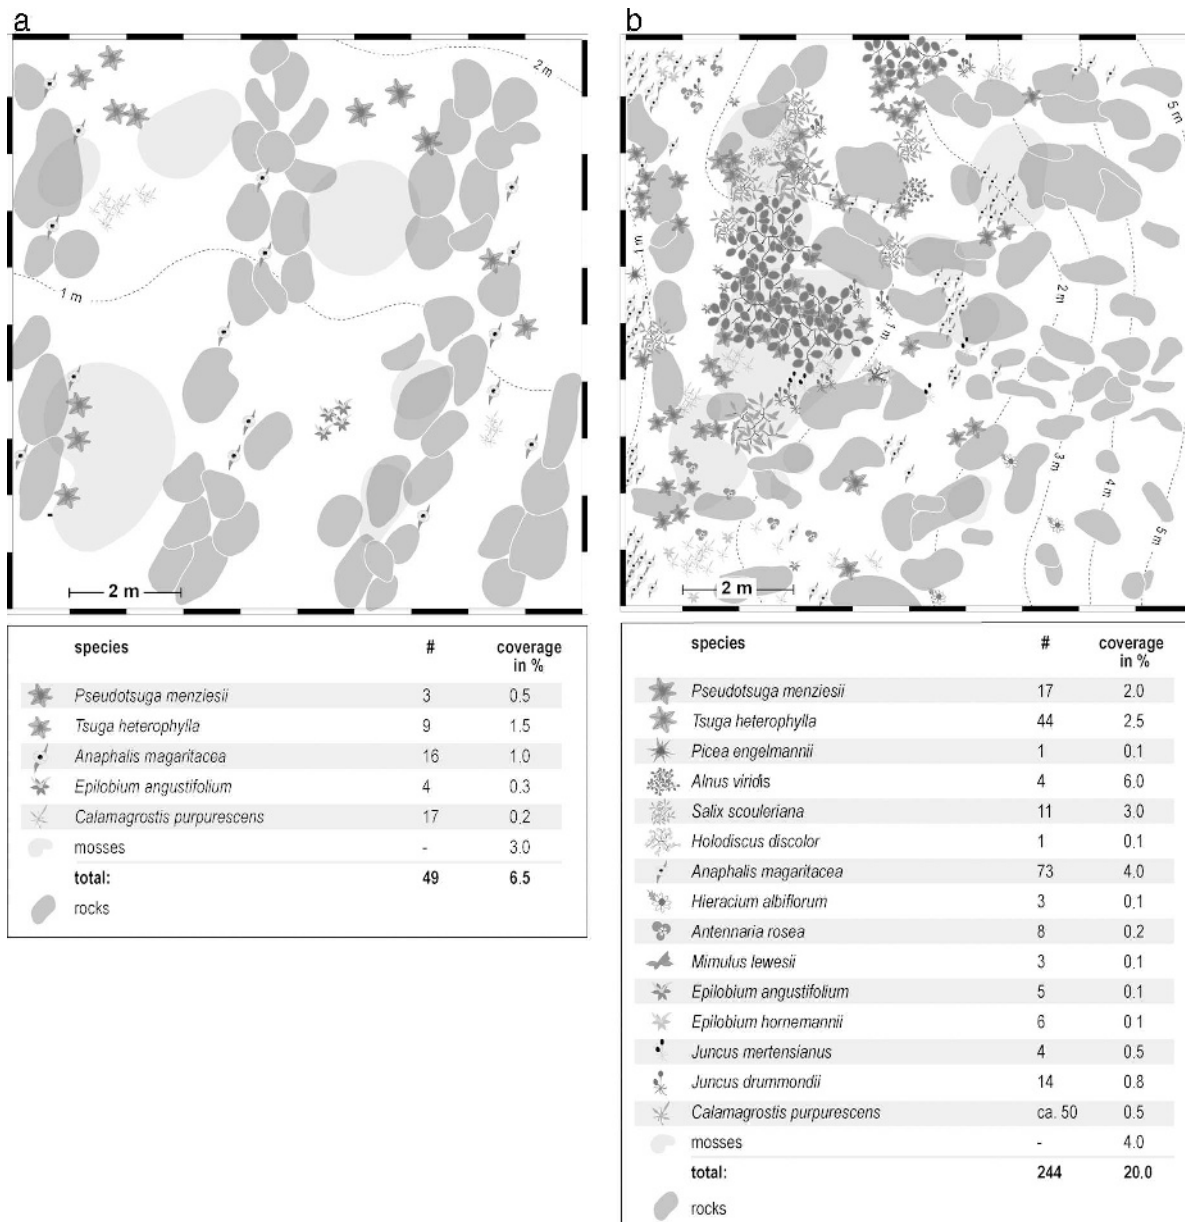 a
2 m
1 m
2 m
species # coverage in %
Pseudotsuga menziesii 3 0.5
Tsuga heterophylla 9 1.5
Anaphalis magaritacea 16 1.0
Epilobium angustifolium 4 0.3
Calamagrostis purpurescens 17 0.2
mosses - 3.0
total: 49 6.5
rocks
b
5 m
1 m
2 m
1 m
3 m
4 m
5 m
2 m
species # coverage in %
Pseudotsuga menziesii 17 2.0
Tsuga heterophylla 44 2.5
Picea engelmannii 1 0.1
Alnus viridis 4 6.0
Salix scouleriana 11 3.0
Holodiscus discolor 1 0.1
Anaphalis magaritacea 73 4.0
Hieracium albiflorum 3 0.1
Antennaria rosea 8 0.2
Mimulus lewesii 3 0.1
Epilobium angustifolium 5 0.1
Epilobium hornemannii 6 0 1
Juncus mertensianus 4 0.5
Juncus drummondii 14 0.8
Calamagrostis purpurescens ca. 50 0.5
mosses - 4.0
total: 244 20.0
rocks